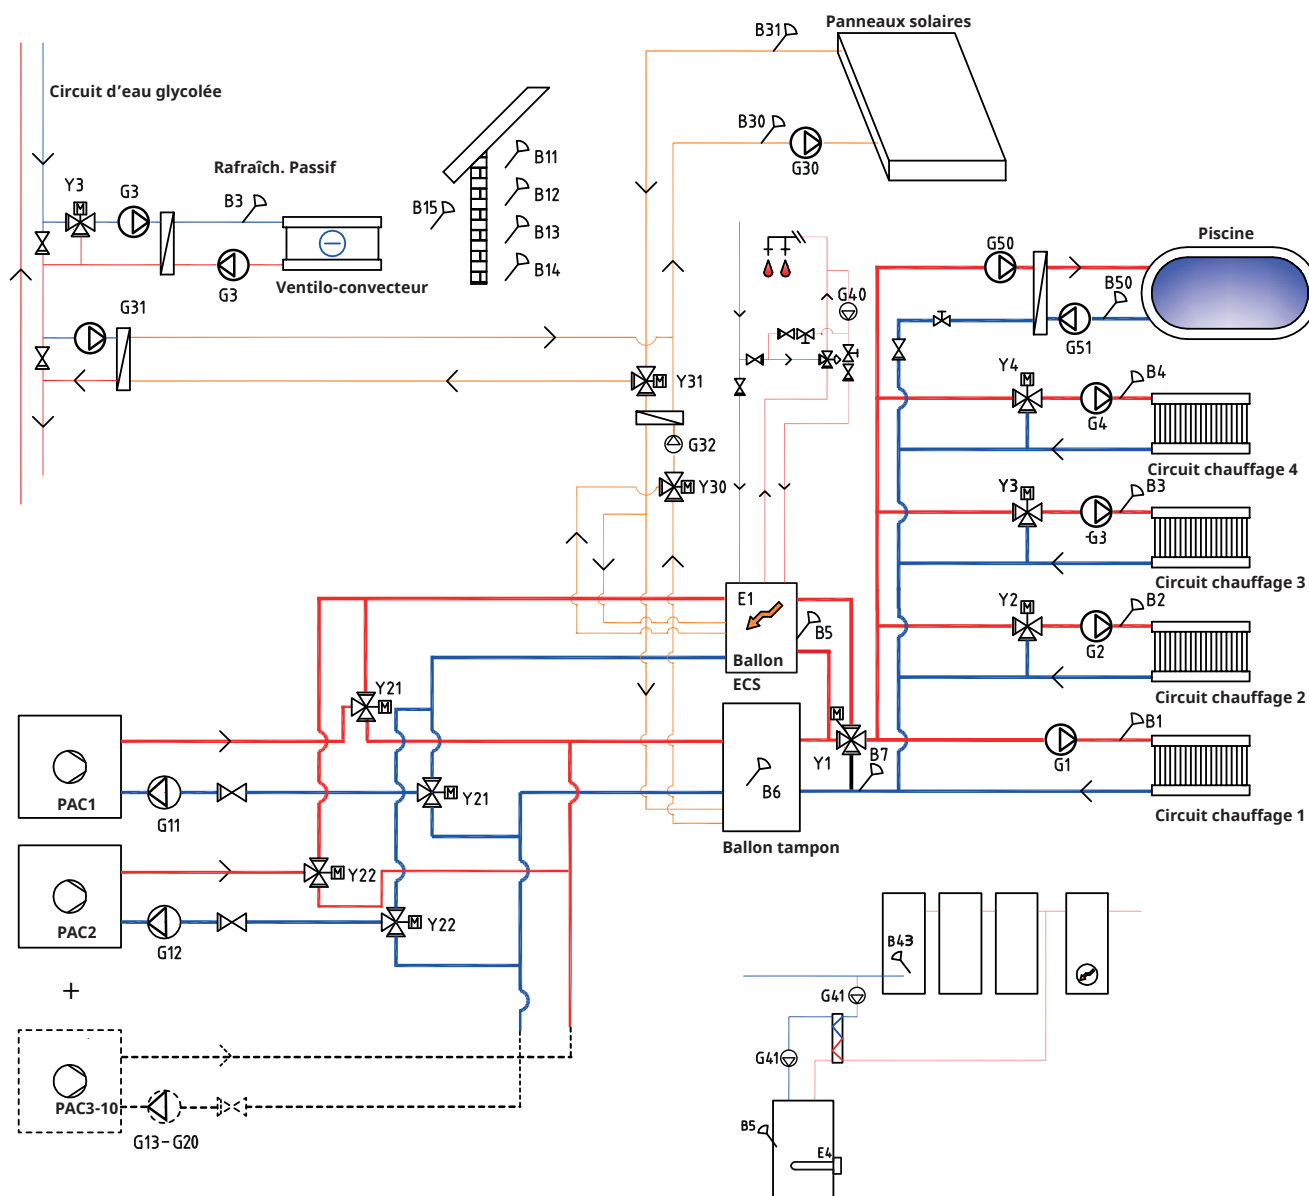 Panneaux solaires
B31
Circuit d'eau glycolée
B30
G30
Rafraîch. Passif
B11
Y3
G3
B3
B12
B15
B13
B14
G3
Ventilo-convecteur
G50
Piscine
B50
G40
G51
G31
Y31
Y4
B4
G4
G32
Circuit chauffage 4
Y30
Y3
B3
-G3
Circuit chauffage 3
E1
B5
Y2
B2
G2
Ballon
ECS
Circuit chauffage 2
Y21
B1
Y1
B7
G1
PAC1
G11
Y21
B6
Circuit chauffage 1
Ballon tampon
Y22
PAC2
G12
Y22
B43
+
G41
G41
PAC3-10
G13-G20
B5
E4
M
M
M
M
M
M
M
M
M
M
M